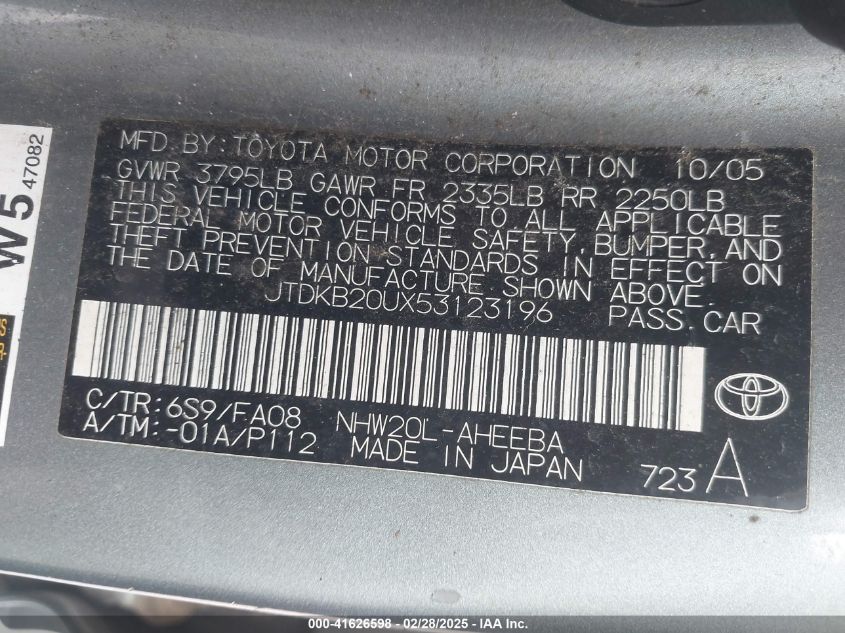 W5 47082
MFD BY: TOYOTA MOTOR CORPORATION 10/05
GVWR 3795LB GAWR FR 2335LB RR 2250LB
THIS VEHICLE CONFORMS TO ALL APPLICABLE
FEDERAL MOTOR VEHICLE SAFETY, BUMPER, AND
THEFT PREVENTION STANDARDS IN EFFECT ON
THE DATE OF MANUFACTURE SHOWN ABOVE.
JTDKB20UX53123196 PASS. CAR
C/TR: 6S9/FA08 NHW20L-AHEEBA
A/TM: -01A/P112 MADE IN JAPAN 723 A
000-41626598 - 02/28/2025 - IAA Inc.